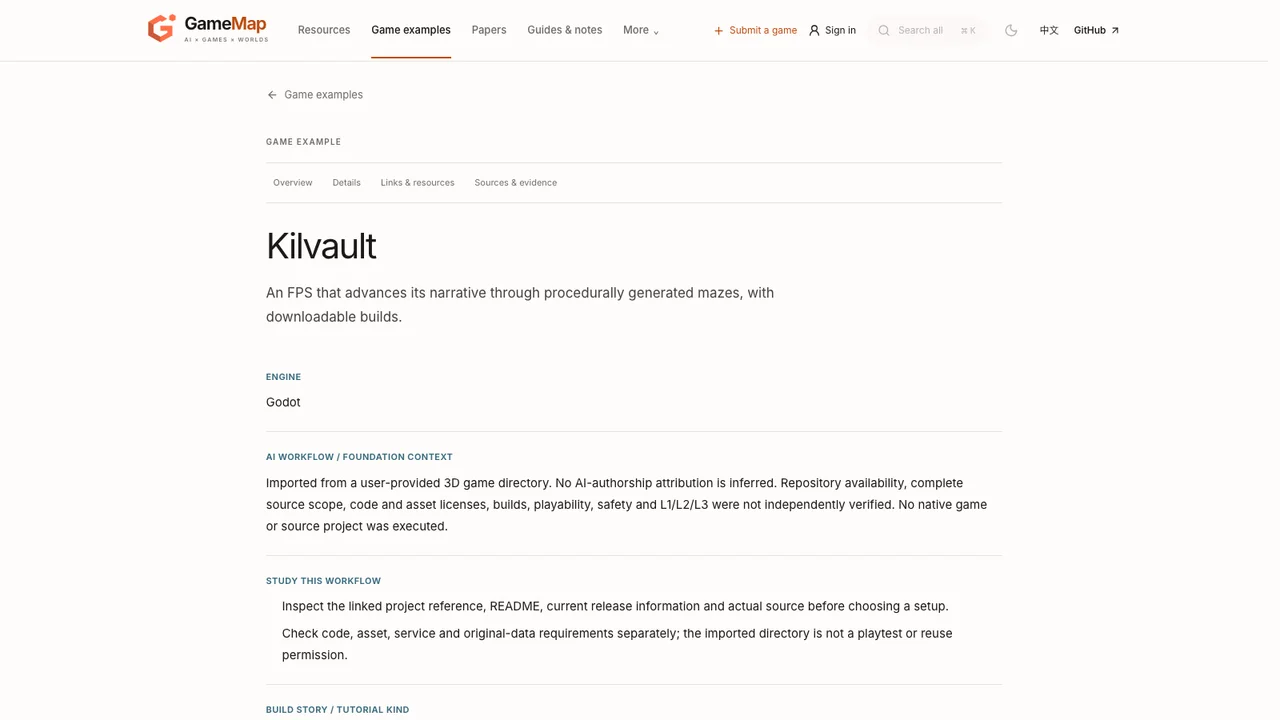 GameMap
AI × GAMES × WORLDS
Resources
Game examples
Papers
Guides & notes
More
Submit a game
Sign in
Search all
⌘ K
中文
GitHub ↗
← Game examples
GAME EXAMPLE
Overview
Details
Links & resources
Sources & evidence
Kilvault
An FPS that advances its narrative through procedurally generated mazes, with
downloadable builds.
ENGINE
Godot
AI WORKFLOW / FOUNDATION CONTEXT
Imported from a user-provided 3D game directory. No AI-authorship attribution is inferred. Repository availability, complete
source scope, code and asset licenses, builds, playability, safety and L1/L2/L3 were not independently verified. No native game
or source project was executed.
STUDY THIS WORKFLOW
Inspect the linked project reference, README, current release information and actual source before choosing a setup.
Check code, asset, service and original-data requirements separately; the imported directory is not a playtest or reuse
permission.
BUILD STORY / TUTORIAL KIND